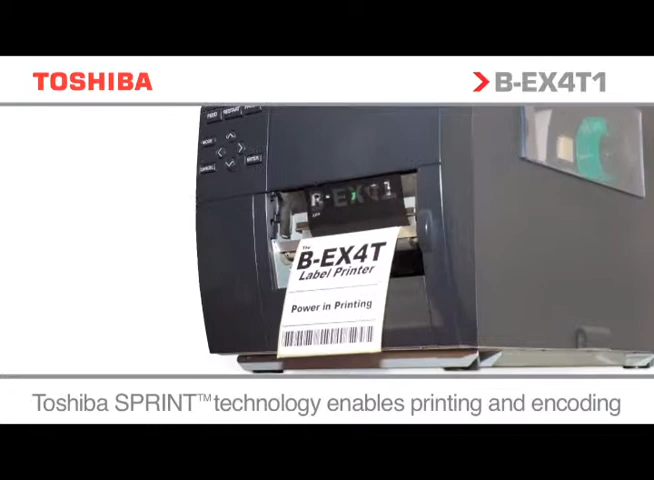 TOSHIBA
B-EX4T1
FEED
RESTART
MODE
CANCEL
ENTER
The
B-EX4T
Label Printer
Power in Printing
Toshiba SPRINT™ technology enables printing and encoding